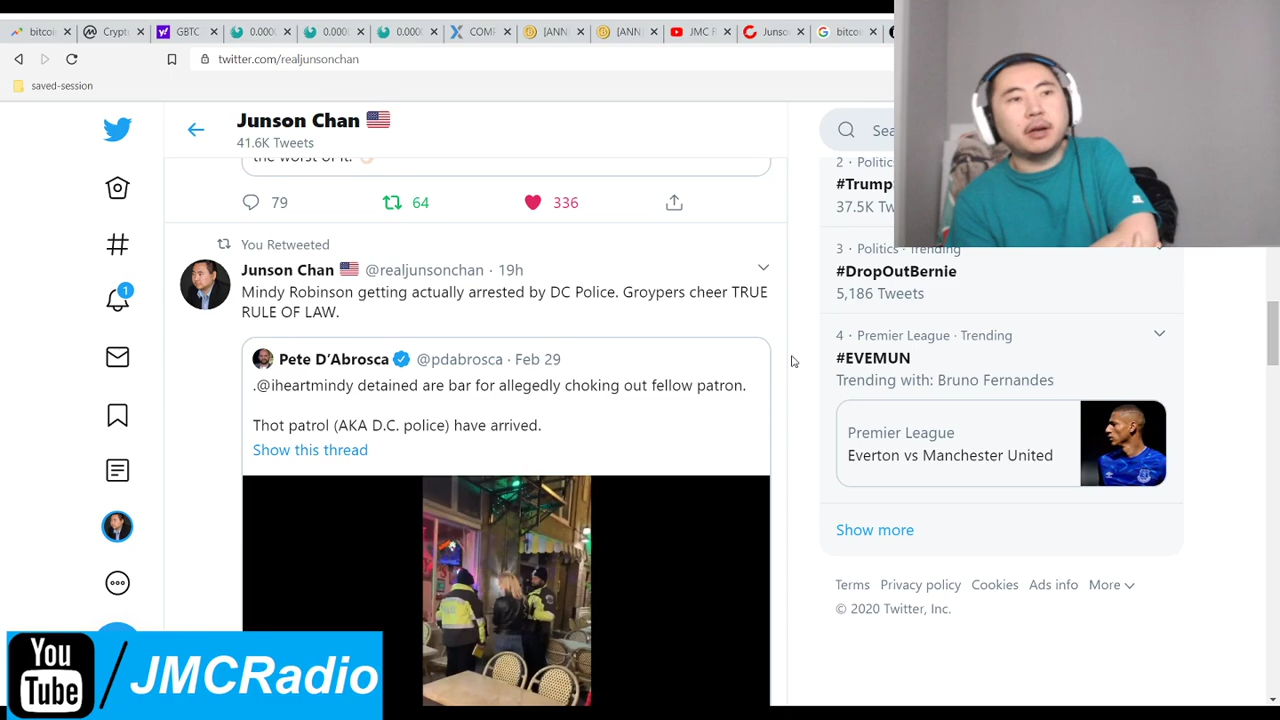 bitcoi
Crypt
GBTC
0.000
0.000
0.000
COM
[ANN
[ANN
JMC R
Junso
bitcoi
twitter.com/realjunsonchan
saved-session
Junson Chan
41.6K Tweets
the worst of it.
79
64
336
You Retweeted
Junson Chan @realjunsonchan · 19h
Mindy Robinson getting actually arrested by DC Police. Groypers cheer TRUE
RULE OF LAW.
Pete D'Abrosca @pdabrosca · Feb 29
.@iheartmindy detained are bar for allegedly choking out fellow patron.
Thot patrol (AKA D.C. police) have arrived.
Show this thread
1
Sea
2 · Politic
#Trump
37.5K Tw
3 · Politics · Trending
#DropOutBernie
5,186 Tweets
4 · Premier League · Trending
#EVEMUN
Trending with: Bruno Fernandes
Premier League
Everton vs Manchester United
Show more
Terms Privacy policy Cookies Ads info More
© 2020 Twitter, Inc.
You
Tube
/JMCRadio